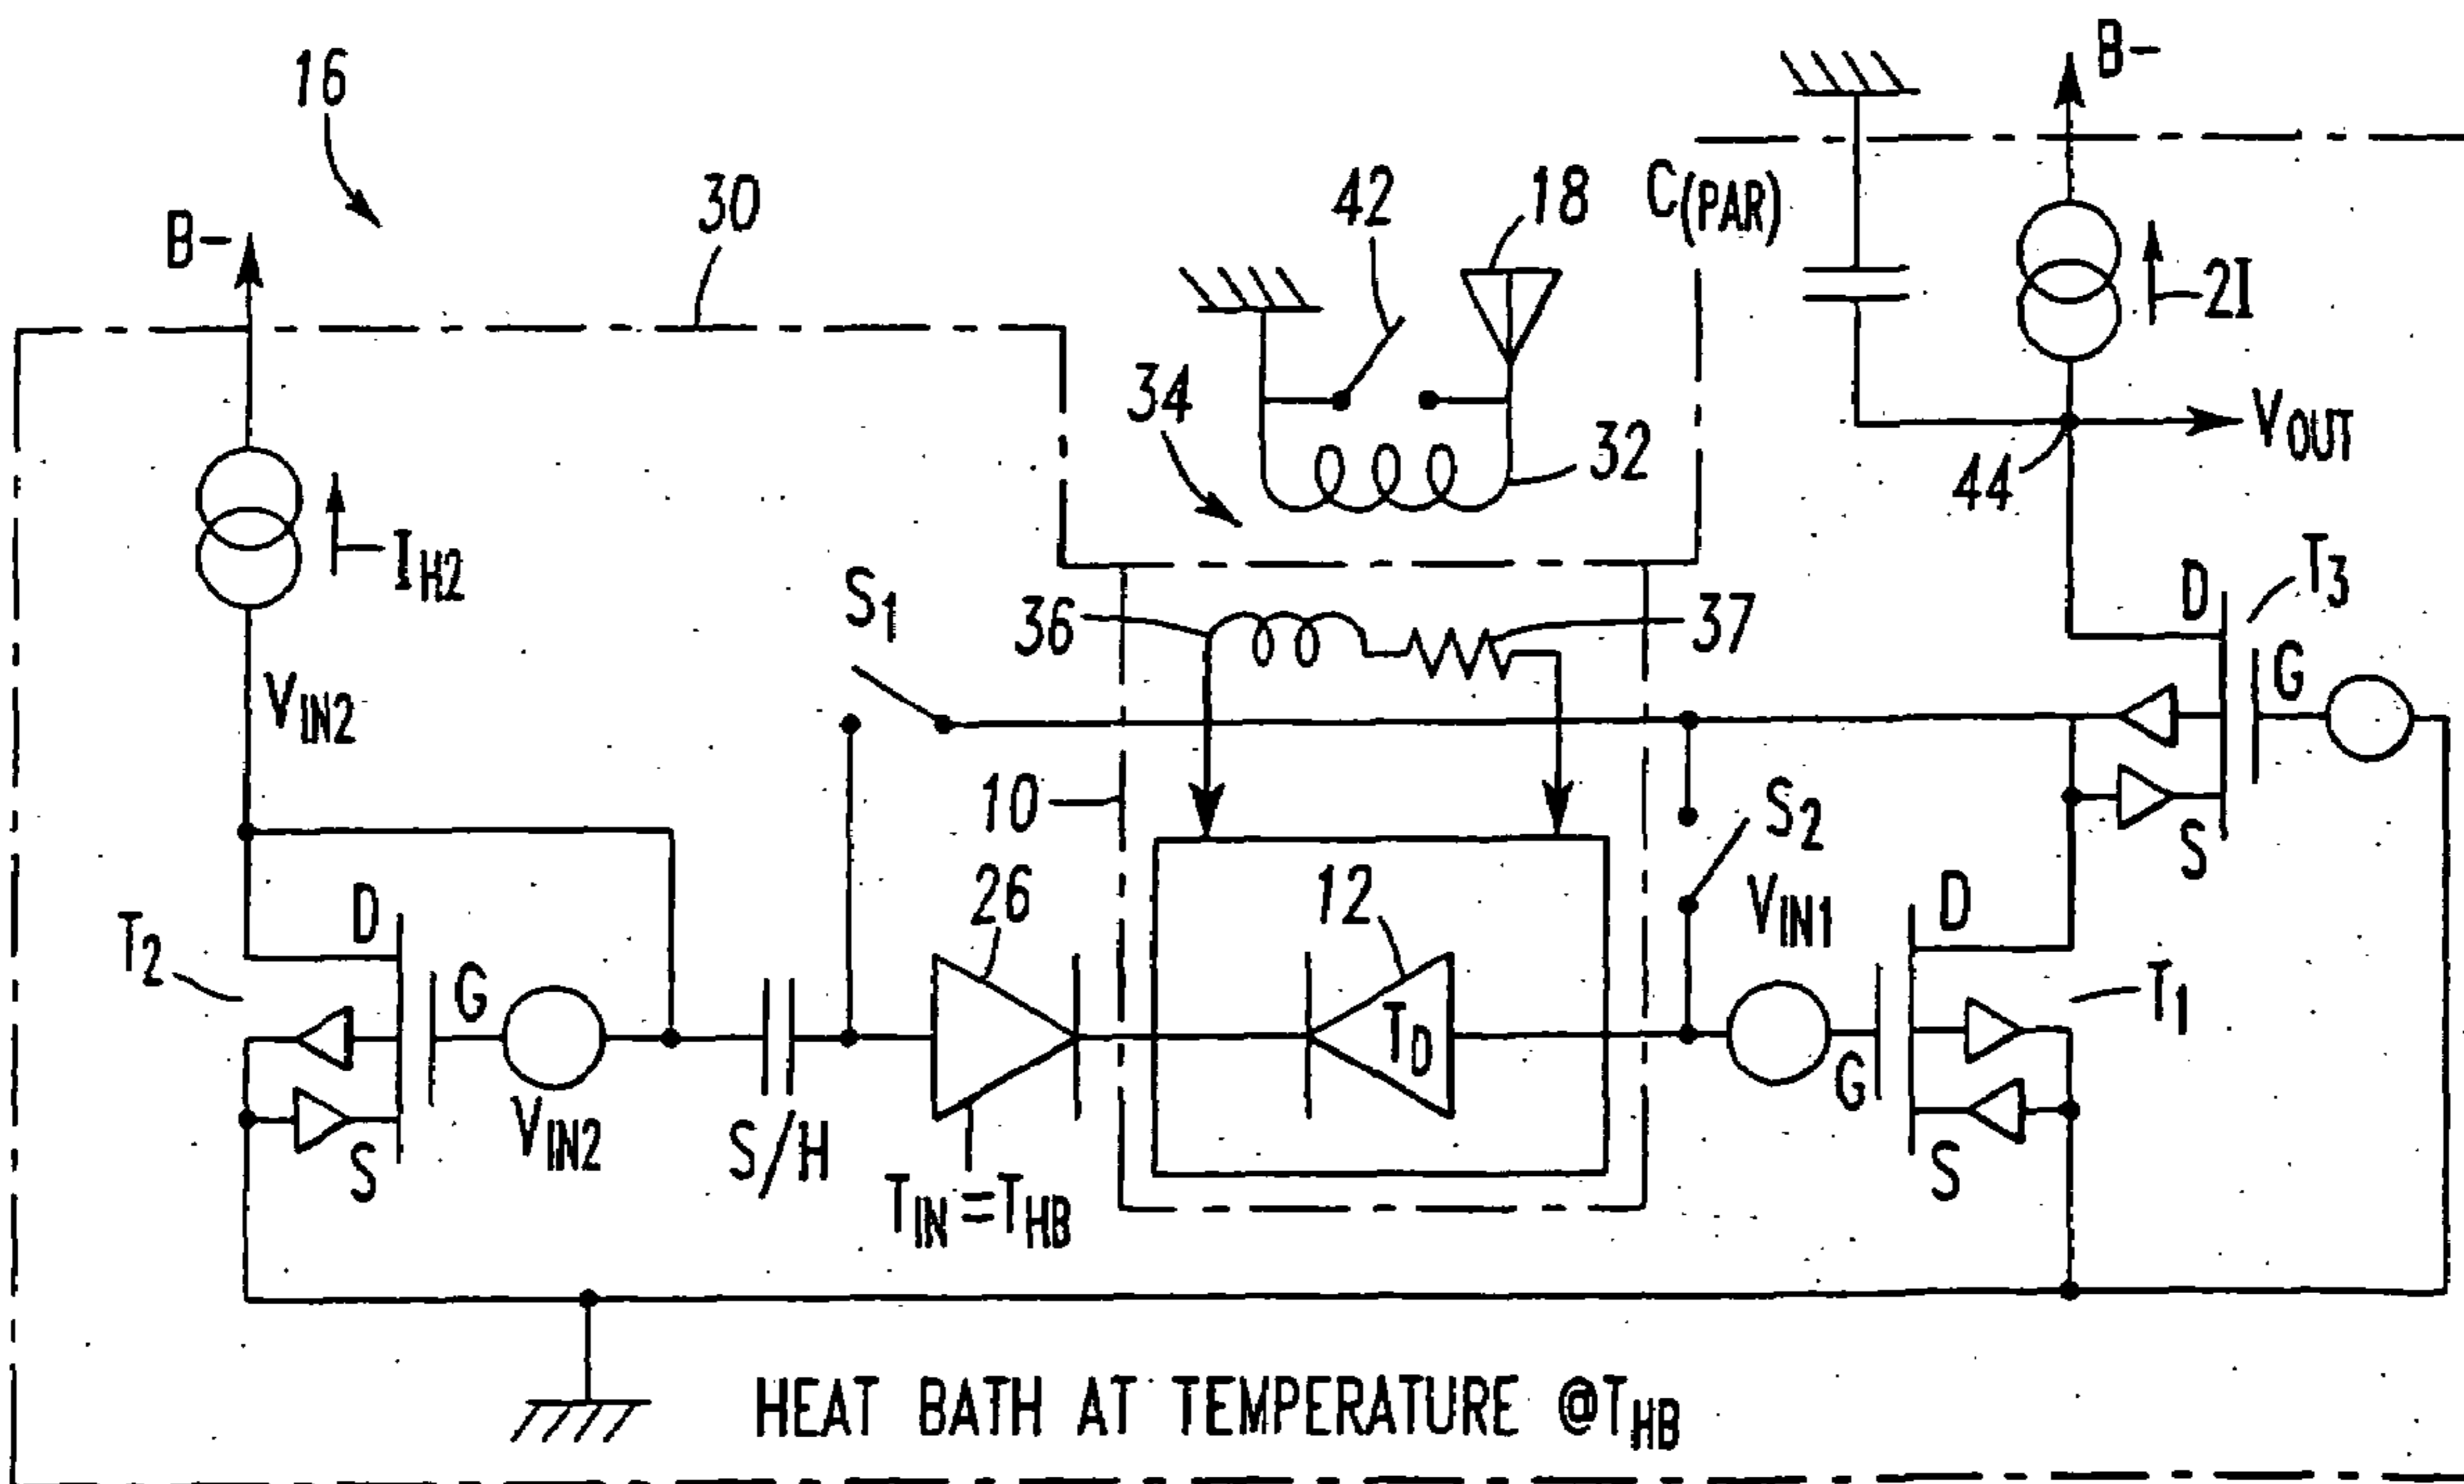 B-
16
42
18
C(PAR)
30
B-
2I
34
VOUT
32
44
IH2
S1
T3
D
36
37
G
VIN2
10
S2
S
26
12
VIN1
D
D
T2
G
TD
T1
G
VIN2
S/H
S
S
TIN=THB
HEAT BATH AT TEMPERATURE @THB